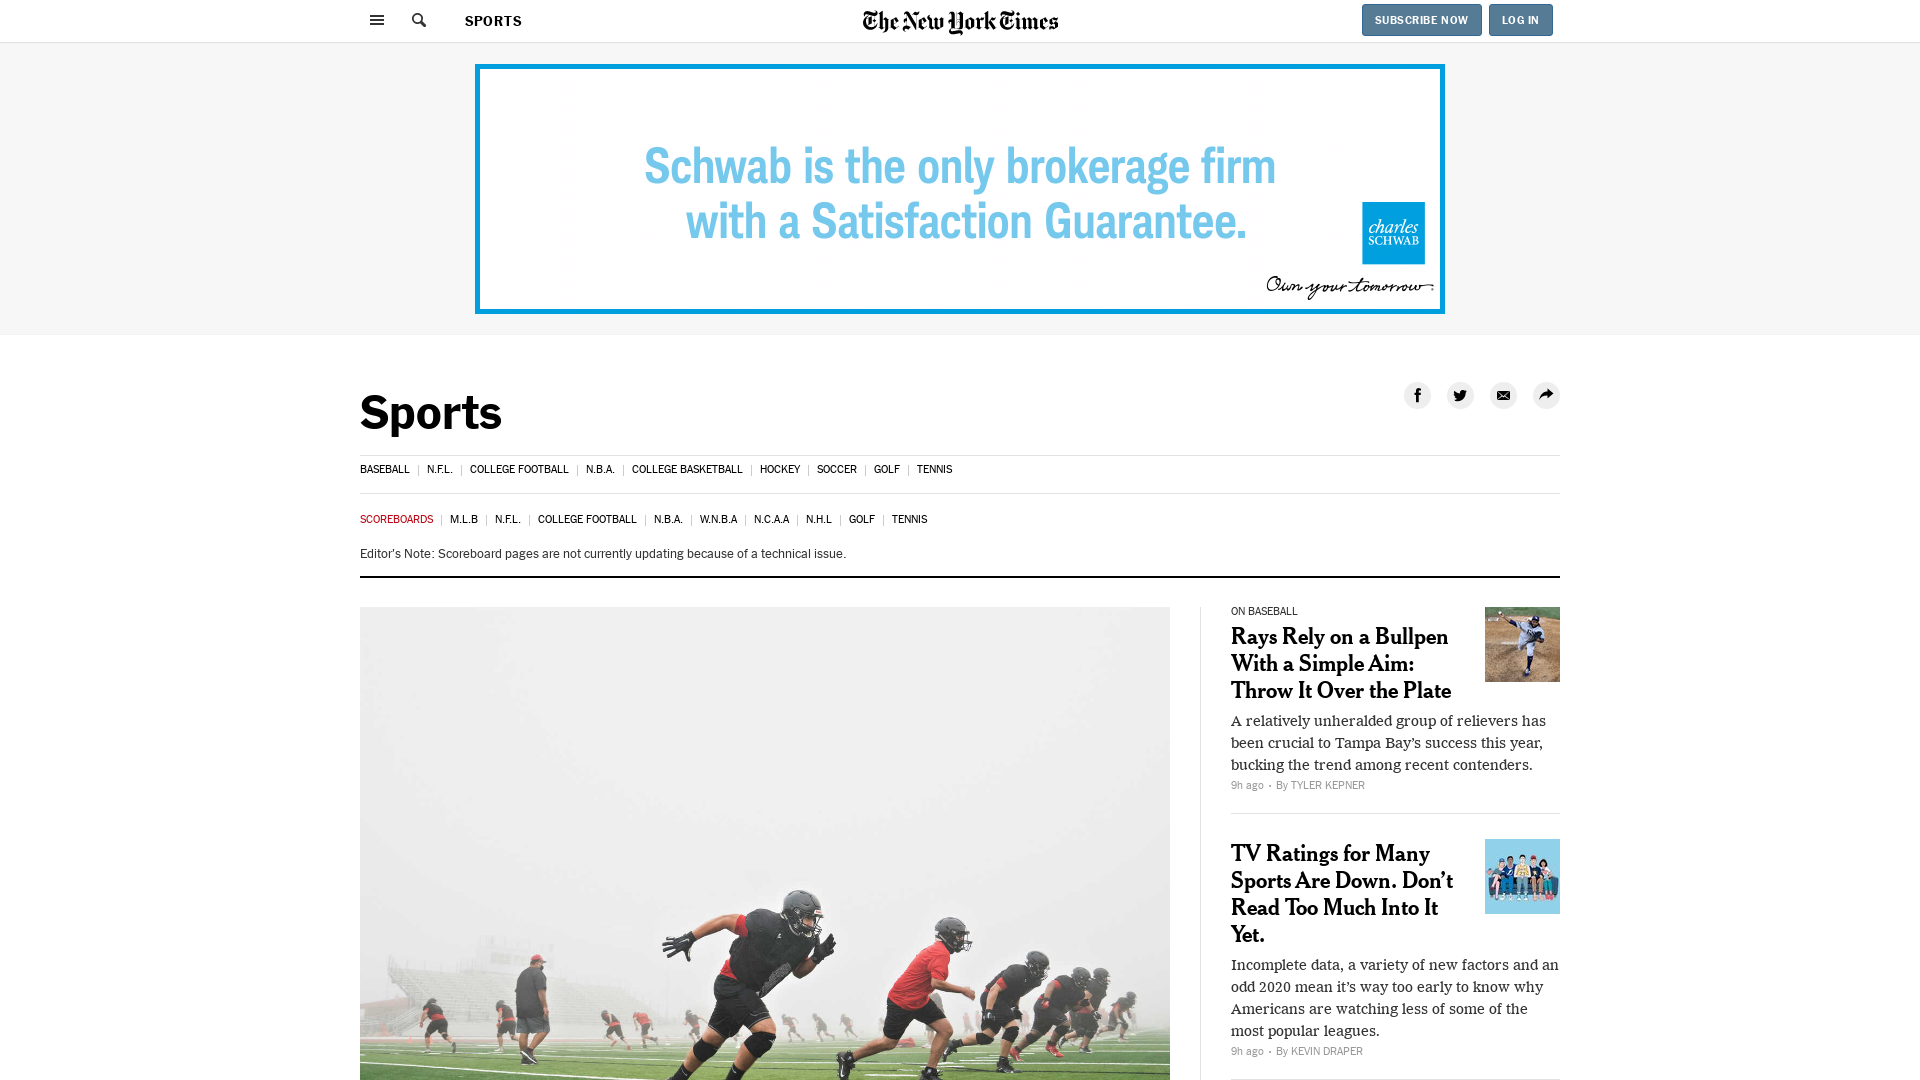 SPORTS
The New York Times
SUBSCRIBE NOW
LOG IN
Schwab is the only brokerage firm
with a Satisfaction Guarantee.
charles
SCHWAB
Own your tomorrow.
Sports
BASEBALL
N.F.L.
COLLEGE FOOTBALL
N.B.A.
COLLEGE BASKETBALL
HOCKEY
SOCCER
GOLF
TENNIS
SCOREBOARDS
M.L.B
N.F.L.
COLLEGE FOOTBALL
N.B.A.
W.N.B.A
N.C.A.A
N.H.L
GOLF
TENNIS
Editor's Note: Scoreboard pages are not currently updating because of a technical issue.
ON BASEBALL
Rays Rely on a Bullpen
With a Simple Aim:
Throw It Over the Plate
A relatively unheralded group of relievers has
been crucial to Tampa Bay’s success this year,
bucking the trend among recent contenders.
9h ago • By TYLER KEPNER
TV Ratings for Many
Sports Are Down. Don’t
Read Too Much Into It
Yet.
Incomplete data, a variety of new factors and an
odd 2020 mean it’s way too early to know why
Americans are watching less of some of the
most popular leagues.
9h ago • By KEVIN DRAPER